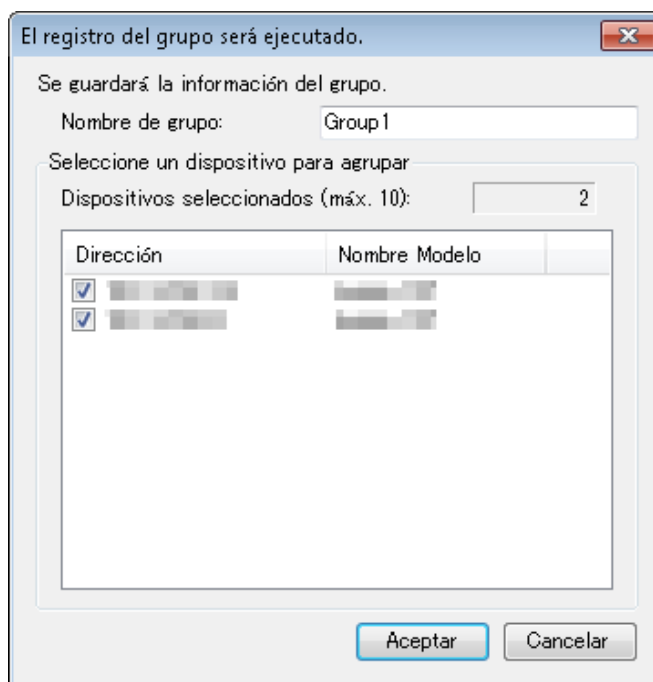 El registro del grupo será ejecutado.
Se guardará la información del grupo.
Nombre de grupo: Group1
Seleccione un dispositivo para agrupar
Dispositivos seleccionados (máx. 10): 2
Dirección Nombre Modelo
Aceptar Cancelar